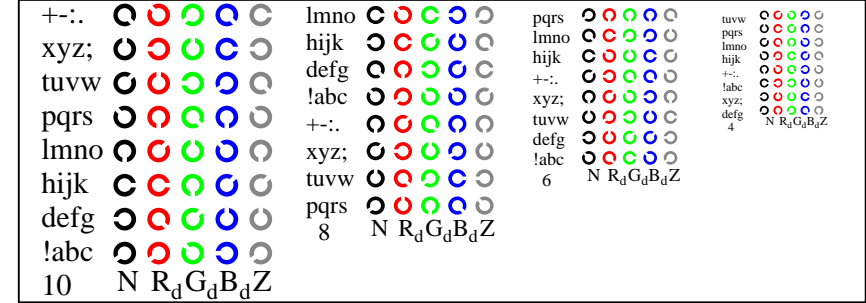 +-:.
xyz;
tuvw
pqrs
lmno
hijk
defg
!abc
10 N RdGdBdZ
lmno
hijk
defg
!abc
+-:.
xyz;
tuvw
pqrs
8 N RdGdBdZ
pqrs
lmno
hijk
+-:.
xyz;
tuvw
defg
!abc
6 N RdGdBdZ
tuvw
pqrs
lmno
hijk
+-:.
!abc
xyz;
defg
4 N RdGdBdZ